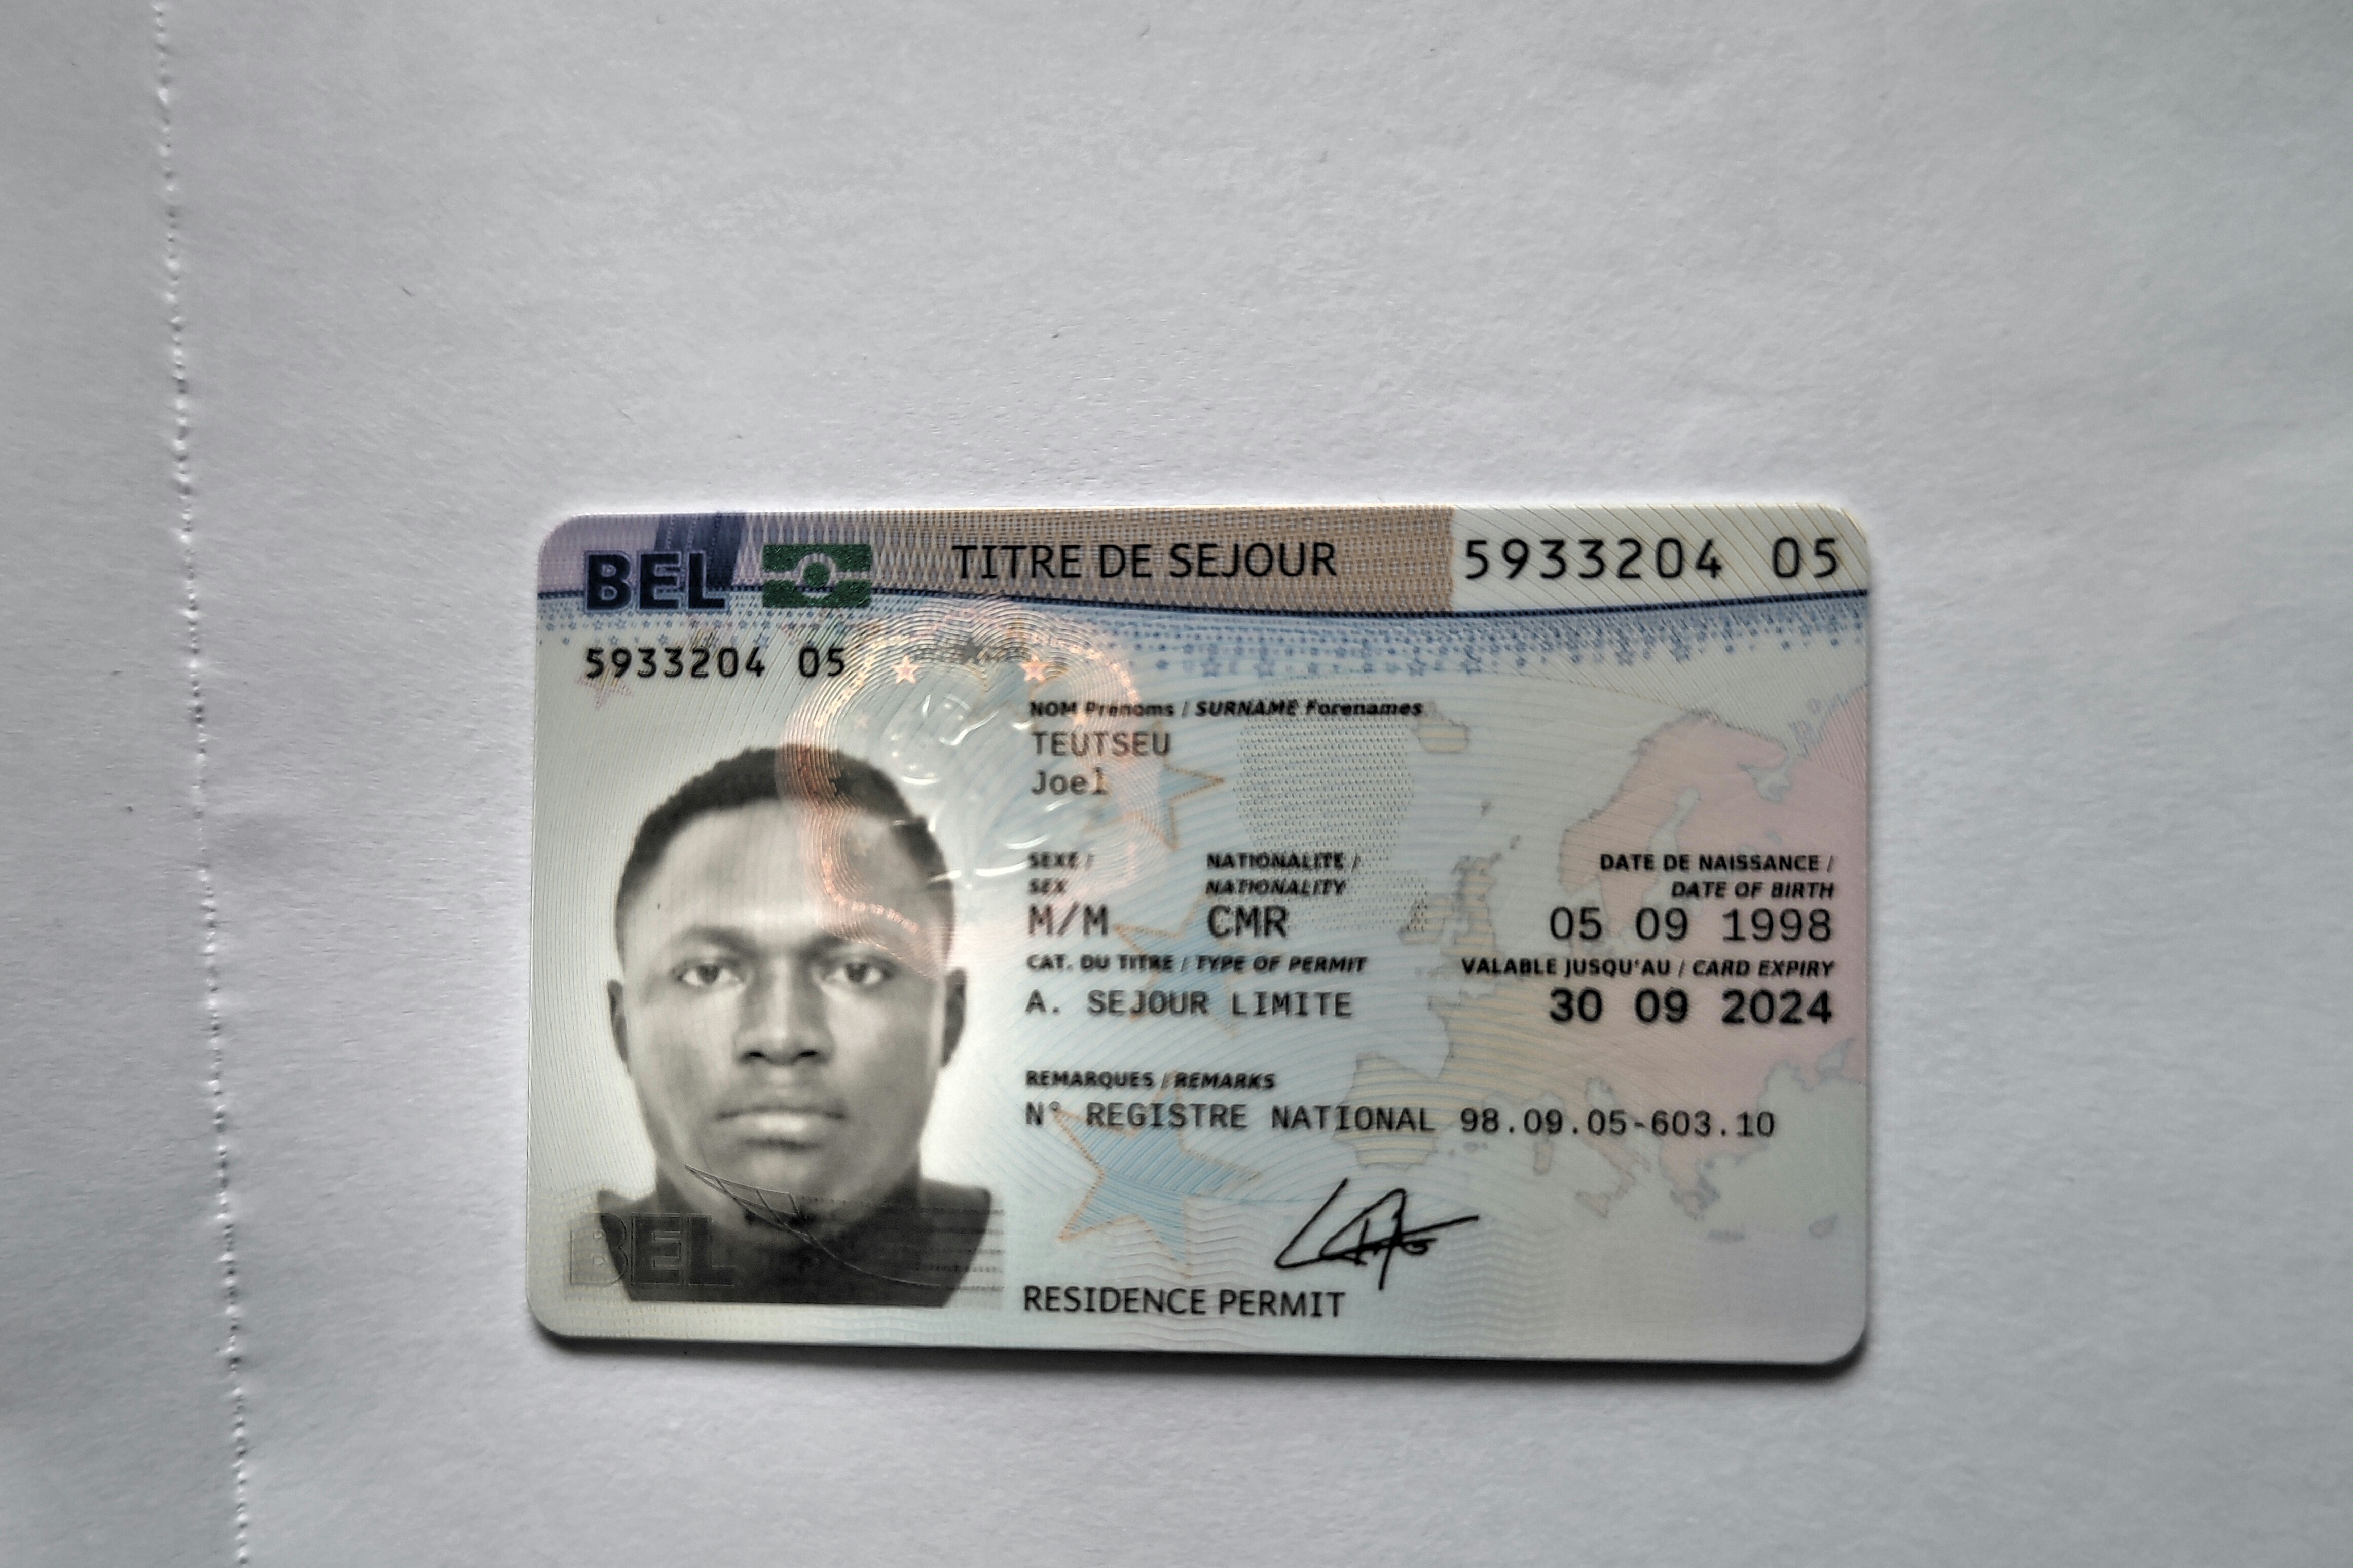 BEL TITRE DE SEJOUR 5933204 05
5933204 05
NOM Prénoms / SURNAME Forenames
TEUTSEU
Joel
SEXE / NATIONALITE / DATE DE NAISSANCE /
SEX NATIONALITY DATE OF BIRTH
M/M CMR 05 09 1998
CAT. DU TITRE / TYPE OF PERMIT VALABLE JUSQU'AU / CARD EXPIRY
A. SEJOUR LIMITE 30 09 2024
REMARQUES / REMARKS
N° REGISTRE NATIONAL 98.09.05-603.10
BEL
RESIDENCE PERMIT